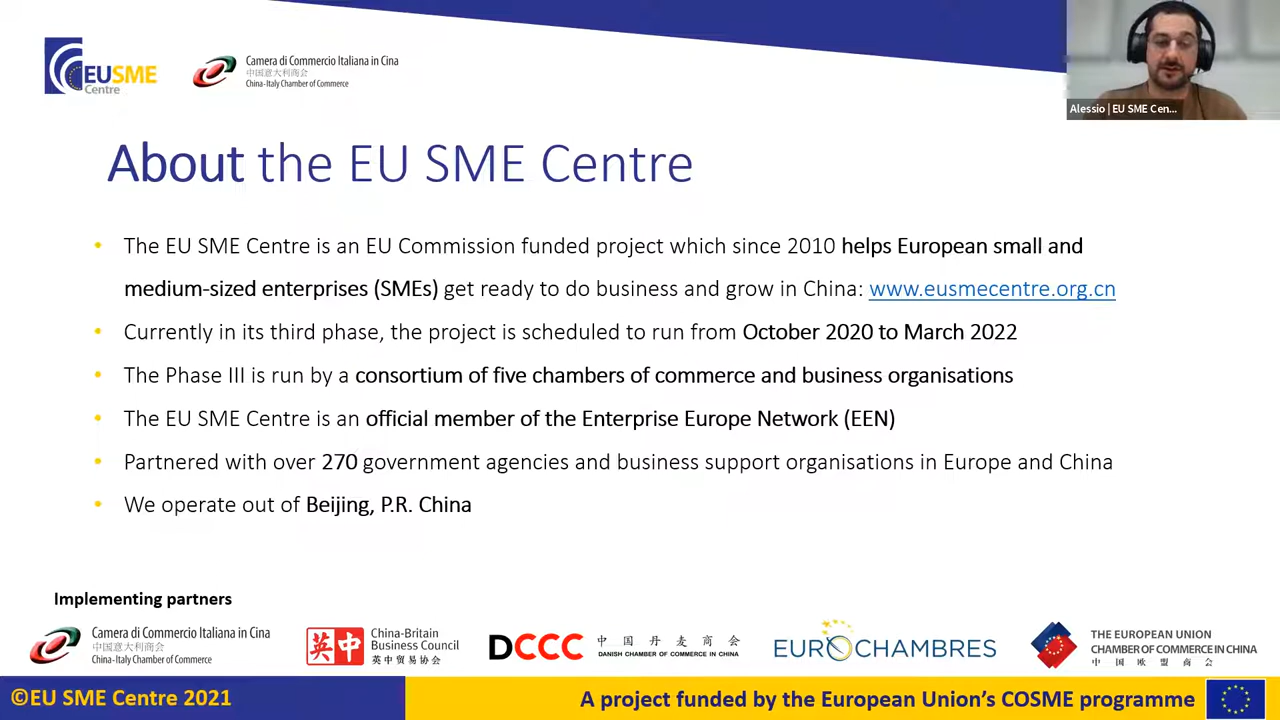 EUSME
Centre
Camera di Commercio Italiana in Cina
中国意大利商会
China - Italy Chamber of Commerce
Alessio | EU SME Cen...
About the EU SME Centre
• The EU SME Centre is an EU Commission funded project which since 2010 helps European small and
medium-sized enterprises (SMEs) get ready to do business and grow in China: www.eusmecentre.org.cn
• Currently in its third phase, the project is scheduled to run from October 2020 to March 2022
• The Phase III is run by a consortium of five chambers of commerce and business organisations
• The EU SME Centre is an official member of the Enterprise Europe Network (EEN)
• Partnered with over 270 government agencies and business support organisations in Europe and China
• We operate out of Beijing, P.R. China
Implementing partners
Camera di Commercio Italiana in Cina
中国意大利商会
China - Italy Chamber of Commerce
英中
China-Britain
Business Council
英中贸易协会
DCCC
中国丹麦商会
DANISH CHAMBER OF COMMERCE IN CHINA
EUROCHAMBRES
THE EUROPEAN UNION
CHAMBER OF COMMERCE IN CHINA
中国欧盟商会
©EU SME Centre 2021
A project funded by the European Union’s COSME programme